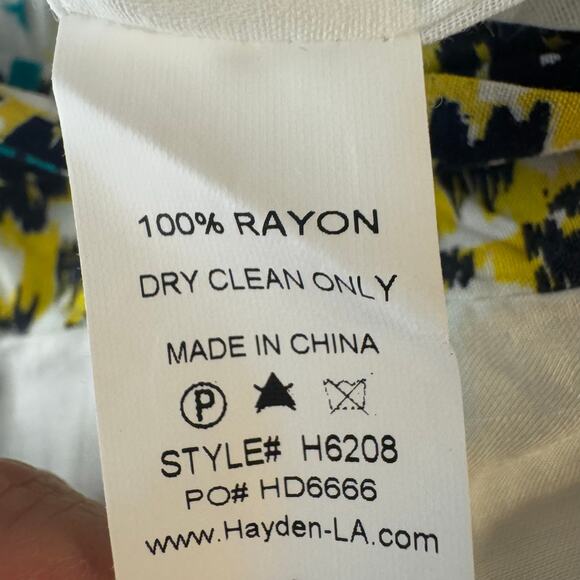 100% RAYON
DRY CLEAN ONLY
MADE IN CHINA
P
STYLE# H6208
PO# HD6666
www.Hayden-LA.com